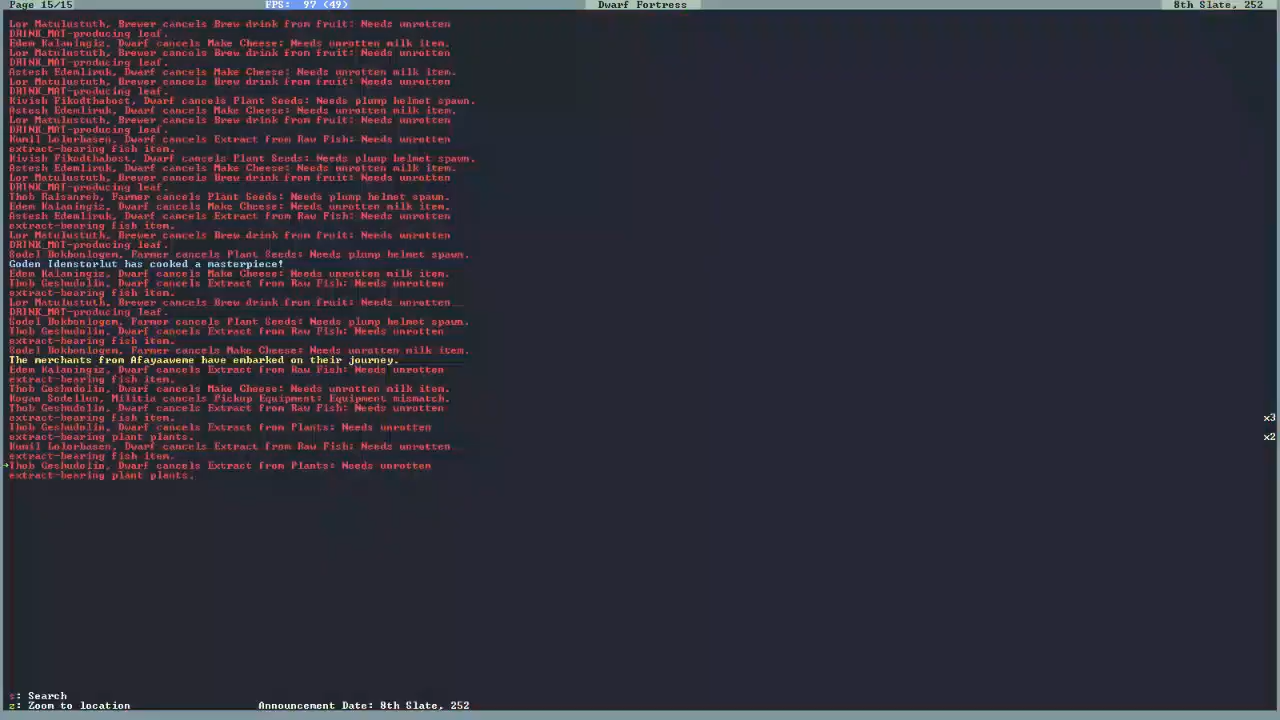 Page 15/15 FPS: 97 (49) Dwarf Fortress 8th Slate, 252
Lor Matulustuth, Brewer cancels Brew drink from fruit: Needs unrotten
DRINK_MAT-producing leaf.
Edem Kalaningiz, Dwarf cancels Make Cheese: Needs unrotten milk item.
Lor Matulustuth, Brewer cancels Brew drink from fruit: Needs unrotten
DRINK_MAT-producing leaf.
Astesh Edemliruk, Dwarf cancels Make Cheese: Needs unrotten milk item.
Lor Matulustuth, Brewer cancels Brew drink from fruit: Needs unrotten
DRINK_MAT-producing leaf.
Kivish Fikodthabost, Dwarf cancels Plant Seeds: Needs plump helmet spawn.
Astesh Edemliruk, Dwarf cancels Make Cheese: Needs unrotten milk item.
Lor Matulustuth, Brewer cancels Brew drink from fruit: Needs unrotten
DRINK_MAT-producing leaf.
Kumil Lolorbasen, Dwarf cancels Extract from Raw Fish: Needs unrotten
extract-bearing fish item.
Kivish Fikodthabost, Dwarf cancels Plant Seeds: Needs plump helmet spawn.
Astesh Edemliruk, Dwarf cancels Make Cheese: Needs unrotten milk item.
Lor Matulustuth, Brewer cancels Brew drink from fruit: Needs unrotten
DRINK_MAT-producing leaf.
Thob Ralsanreb, Farmer cancels Plant Seeds: Needs plump helmet spawn.
Edem Kalaningiz, Dwarf cancels Make Cheese: Needs unrotten milk item.
Astesh Edemliruk, Dwarf cancels Extract from Raw Fish: Needs unrotten
extract-bearing fish item.
Lor Matulustuth, Brewer cancels Brew drink from fruit: Needs unrotten
DRINK_MAT-producing leaf.
Sodel Bokbonlogem, Farmer cancels Plant Seeds: Needs plump helmet spawn.
Goden Idenstorlut has cooked a masterpiece!
Edem Kalaningiz, Dwarf cancels Make Cheese: Needs unrotten milk item.
Thob Geshudolin, Dwarf cancels Extract from Raw Fish: Needs unrotten
extract-bearing fish item.
Lor Matulustuth, Brewer cancels Brew drink from fruit: Needs unrotten
DRINK_MAT-producing leaf.
Sodel Bokbonlogem, Farmer cancels Plant Seeds: Needs plump helmet spawn.
Thob Geshudolin, Dwarf cancels Extract from Raw Fish: Needs unrotten
extract-bearing fish item.
Sodel Bokbonlogem, Farmer cancels Make Cheese: Needs unrotten milk item.
The merchants from Afayaaweme have embarked on their journey.
Edem Kalaningiz, Dwarf cancels Extract from Raw Fish: Needs unrotten
extract-bearing fish item.
Thob Geshudolin, Dwarf cancels Make Cheese: Needs unrotten milk item.
Rogan Sodellun, Militia cancels Pickup Equipment: Equipment mismatch.
Thob Geshudolin, Dwarf cancels Extract from Raw Fish: Needs unrotten
extract-bearing fish item. x3
Thob Geshudolin, Dwarf cancels Extract from Plants: Needs unrotten
extract-bearing plant plants. x2
Kumil Lolorbasen, Dwarf cancels Extract from Raw Fish: Needs unrotten
extract-bearing fish item.
Thob Geshudolin, Dwarf cancels Extract from Plants: Needs unrotten
extract-bearing plant plants.
s: Search
z: Zoom to location Announcement Date: 8th Slate, 252